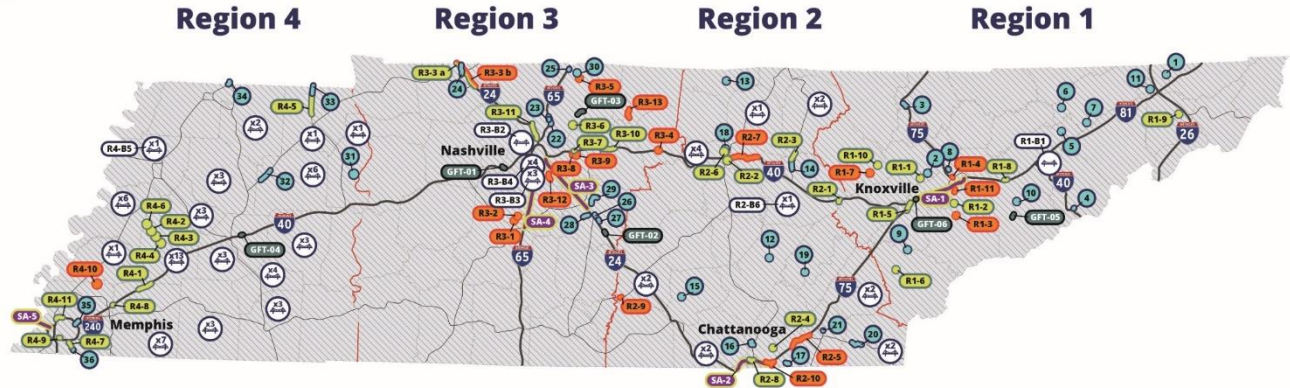 Region 4 Region 3 Region 2 Region 1
34
R4-5
33
x2
x1
x1
31
R4-B5
x1
x3
x6
32
x6
R4-6
R4-2
x3
R4-3
40
R4-4
x1
x13
x3
GFT-04
x3
R4-10
R4-1
x4
R4-11
35
R4-8
x3
SA-5
INTERSTATE
240
Memphis
x3
R4-9
R4-7
x7
36
R3-3 a
R3-3 b
25
30
24
24
65
R3-5
GFT-03
R3-13
R3-11
23
R3-B2
R3-6
R3-10
22
R3-7
R3-4
Nashville
R3-9
GFT-01
x4
R3-8
R3-B4
x3
SA-3
R3-B3
R3-12
29
26
R3-2
SA-4
27
28
R3-1
GFT-02
65
24
13
x1
x2
18
R2-7
R2-3
x4
40
14
R2-6
R2-2
R2-1
R2-B6
x1
12
19
x2
R2-9
15
75
x2
Chattanooga
R2-4
21
16
20
x2
x2
17
R2-5
SA-2
R2-8
R2-10
1
11
3
6
7
75
81
R1-9
26
R1-10
R1-1
2
8
R1-B1
5
R1-7
R1-4
R1-8
Knoxville
R1-11
40
SA-1
10
4
R1-5
R1-2
GFT-06
R1-3
GFT-05
9
R1-6